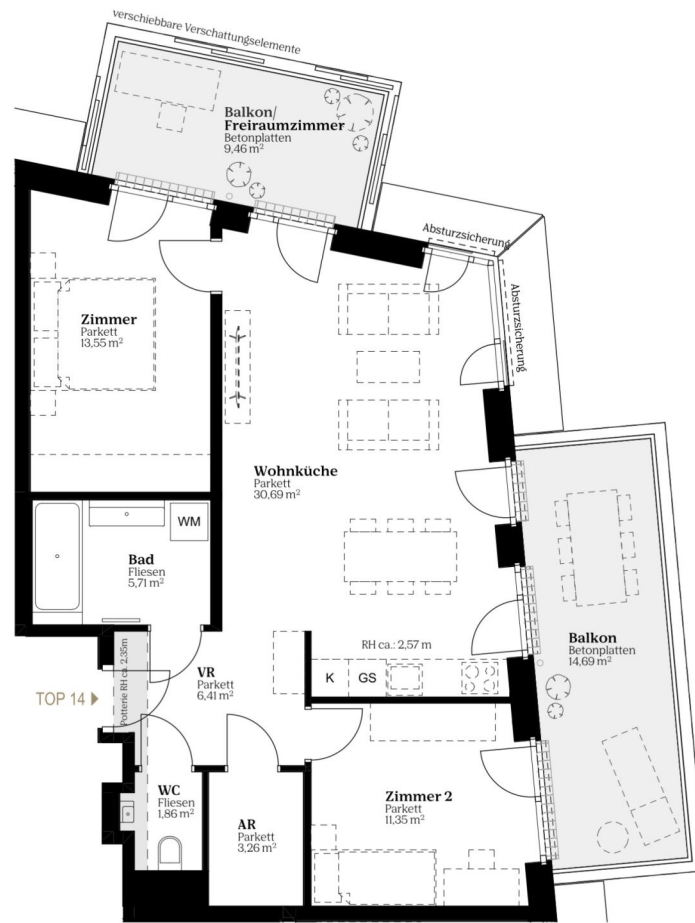 verschiebbare Verschattungselemente
Balkon/
Freiraumzimmer
Betonplatten
9,46 m²
Absturzsicherung
Absturzsicherung
Zimmer
Parkett
13,55 m²
Wohnküche
Parkett
30,69 m²
WM
Bad
Fliesen
5,71 m²
RH ca.: 2,57 m
Balkon
Betonplatten
14,69 m²
K
GS
TOP 14
Potterie RH ca. 2,35m
VR
Parkett
6,41 m²
WC
Fliesen
1,86 m²
AR
Parkett
3,26 m²
Zimmer 2
Parkett
11,35 m²